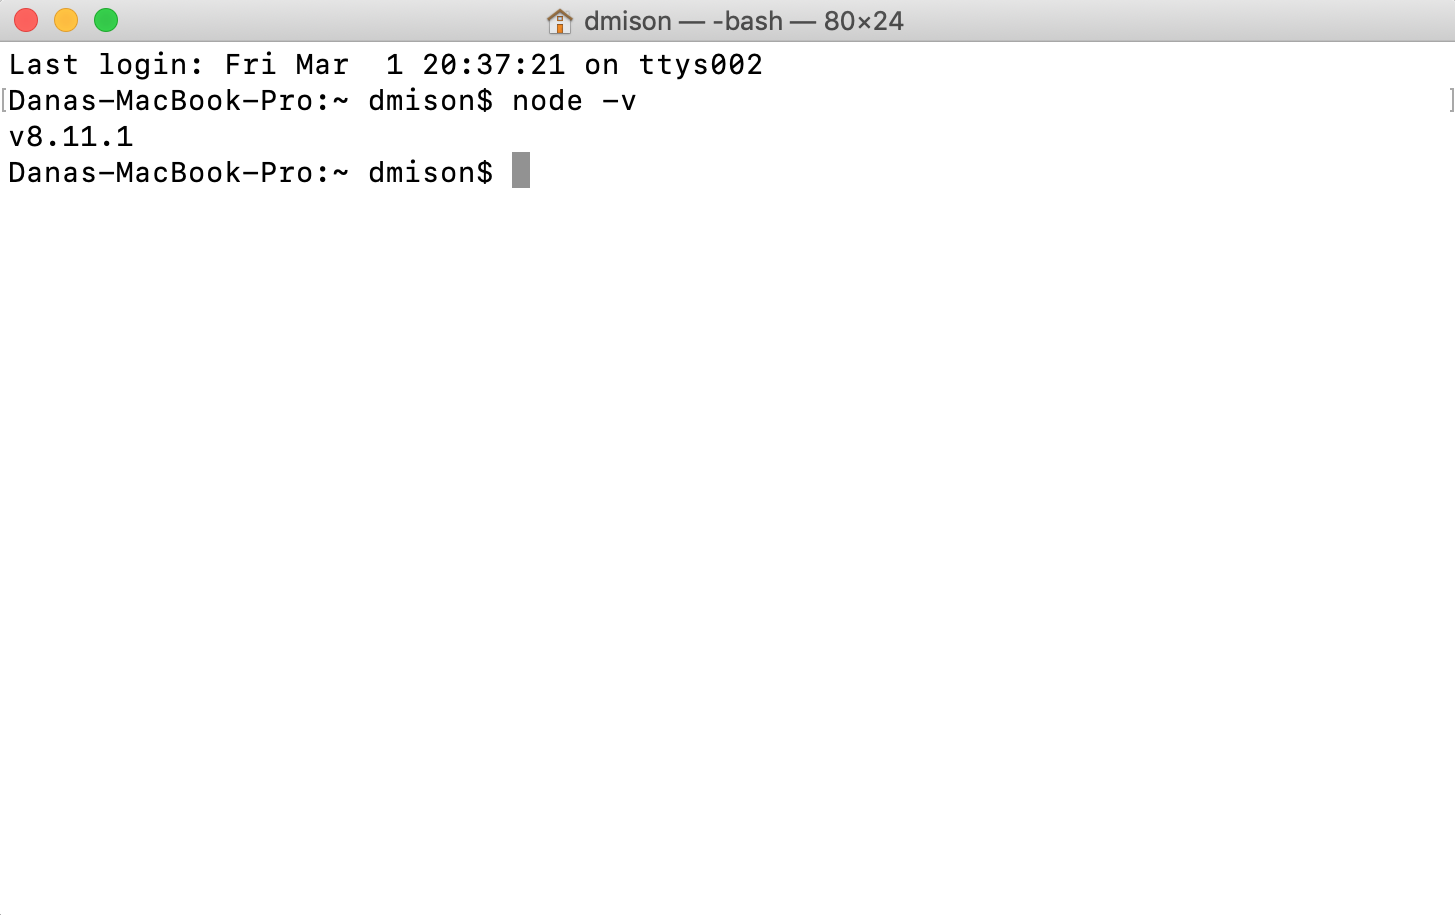 dmison — -bash — 80×24
Last login: Fri Mar  1 20:37:21 on ttys002
[Danas-MacBook-Pro:~ dmison$ node -v ]
v8.11.1
Danas-MacBook-Pro:~ dmison$